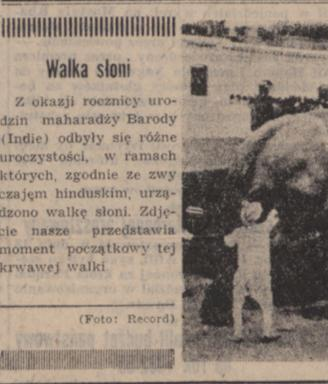 Walka słoni
Z okazji rocznicy uro-
dzin maharadży Barody
(Indie) odbyły się różne
uroczystości, w ramach
których, zgodnie ze zwy
czajęm hinduskim, urzą-
dzono walkę słoni. Zdję-
cie nasze przedstawia
moment początkowy tej
krwawej walki
(Foto: Record)